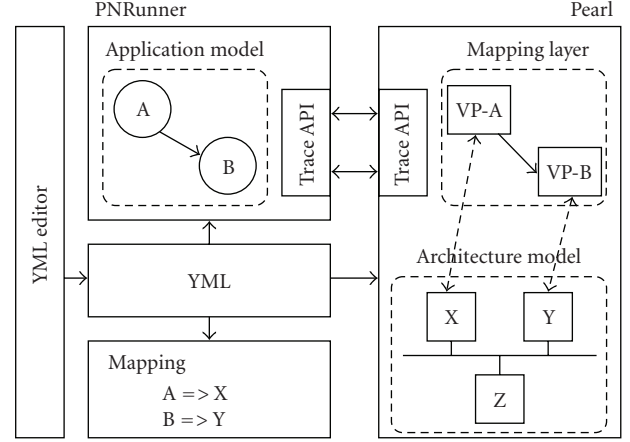 PNRunner
Pearl
Application model
A
B
Trace API
Trace API
Mapping layer
VP-A
VP-B
YML editor
YML
Architecture model
X
Y
Z
Mapping
A => X
B => Y